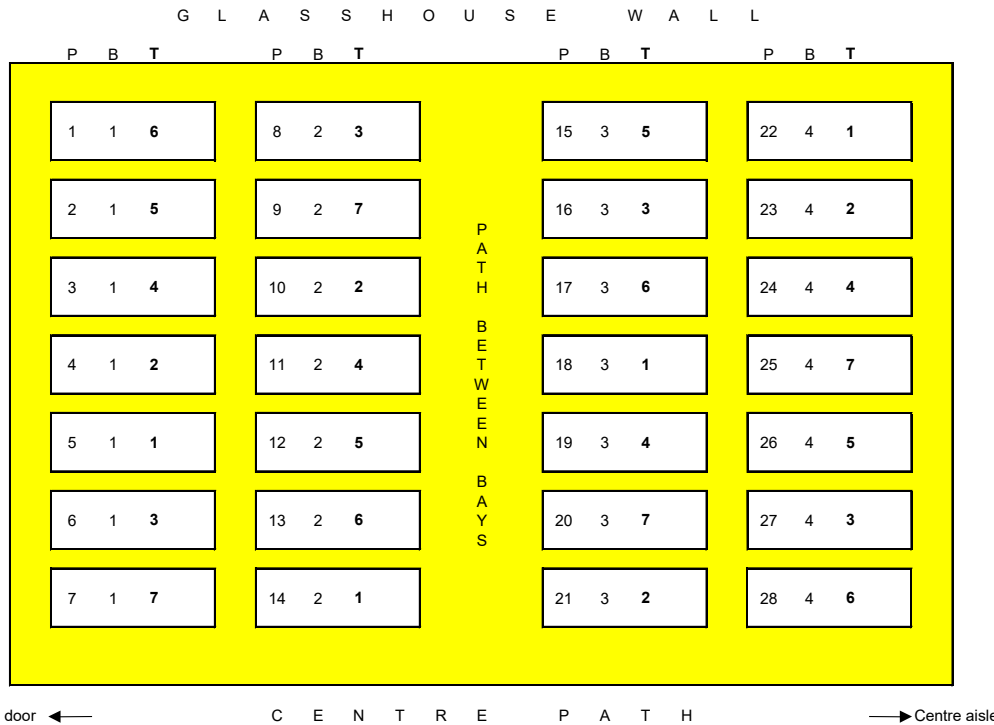 G L A S S H O U S E W A L L
P B T P B T P B T P B T
1 1 6 8 2 3 15 3 5 22 4 1
2 1 5 9 2 7 16 3 3 23 4 2
3 1 4 10 2 2 17 3 6 24 4 4
4 1 2 11 2 4 18 3 1 25 4 7
5 1 1 12 2 5 19 3 4 26 4 5
6 1 3 13 2 6 20 3 7 27 4 3
7 1 7 14 2 1 21 3 2 28 4 6
PATH BETWEEN BAYS
door C E N T R E P A T H Centre aisle